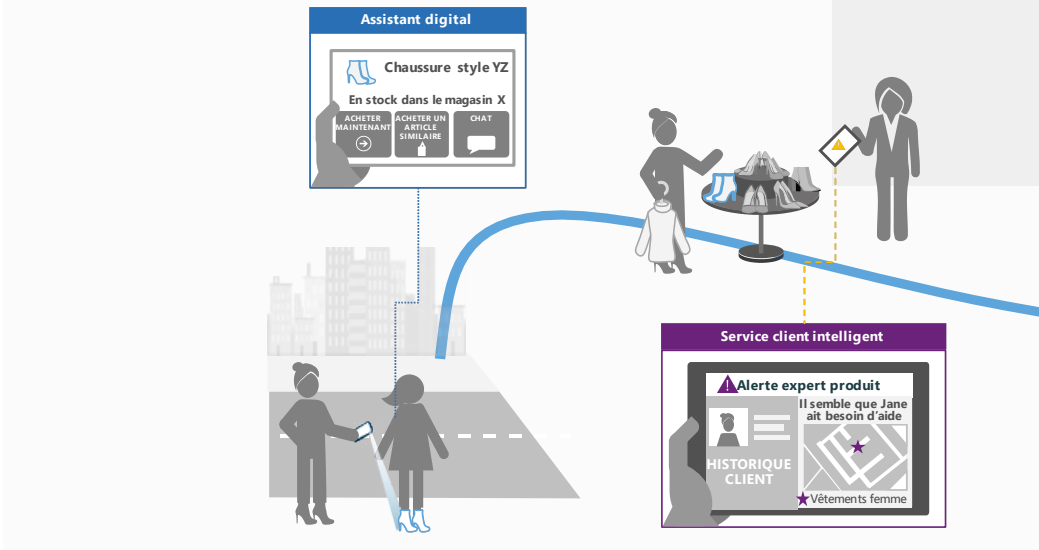 Assistant digital
Chaussure style YZ
En stock dans le magasin X
ACHETER
MAINTENANT
ACHETER UN
ARTICLE
SIMILAIRE
CHAT
Service client intelligent
Alerte expert produit
Il semble que Jane
ait besoin d'aide
HISTORIQUE
CLIENT
Vêtements femme